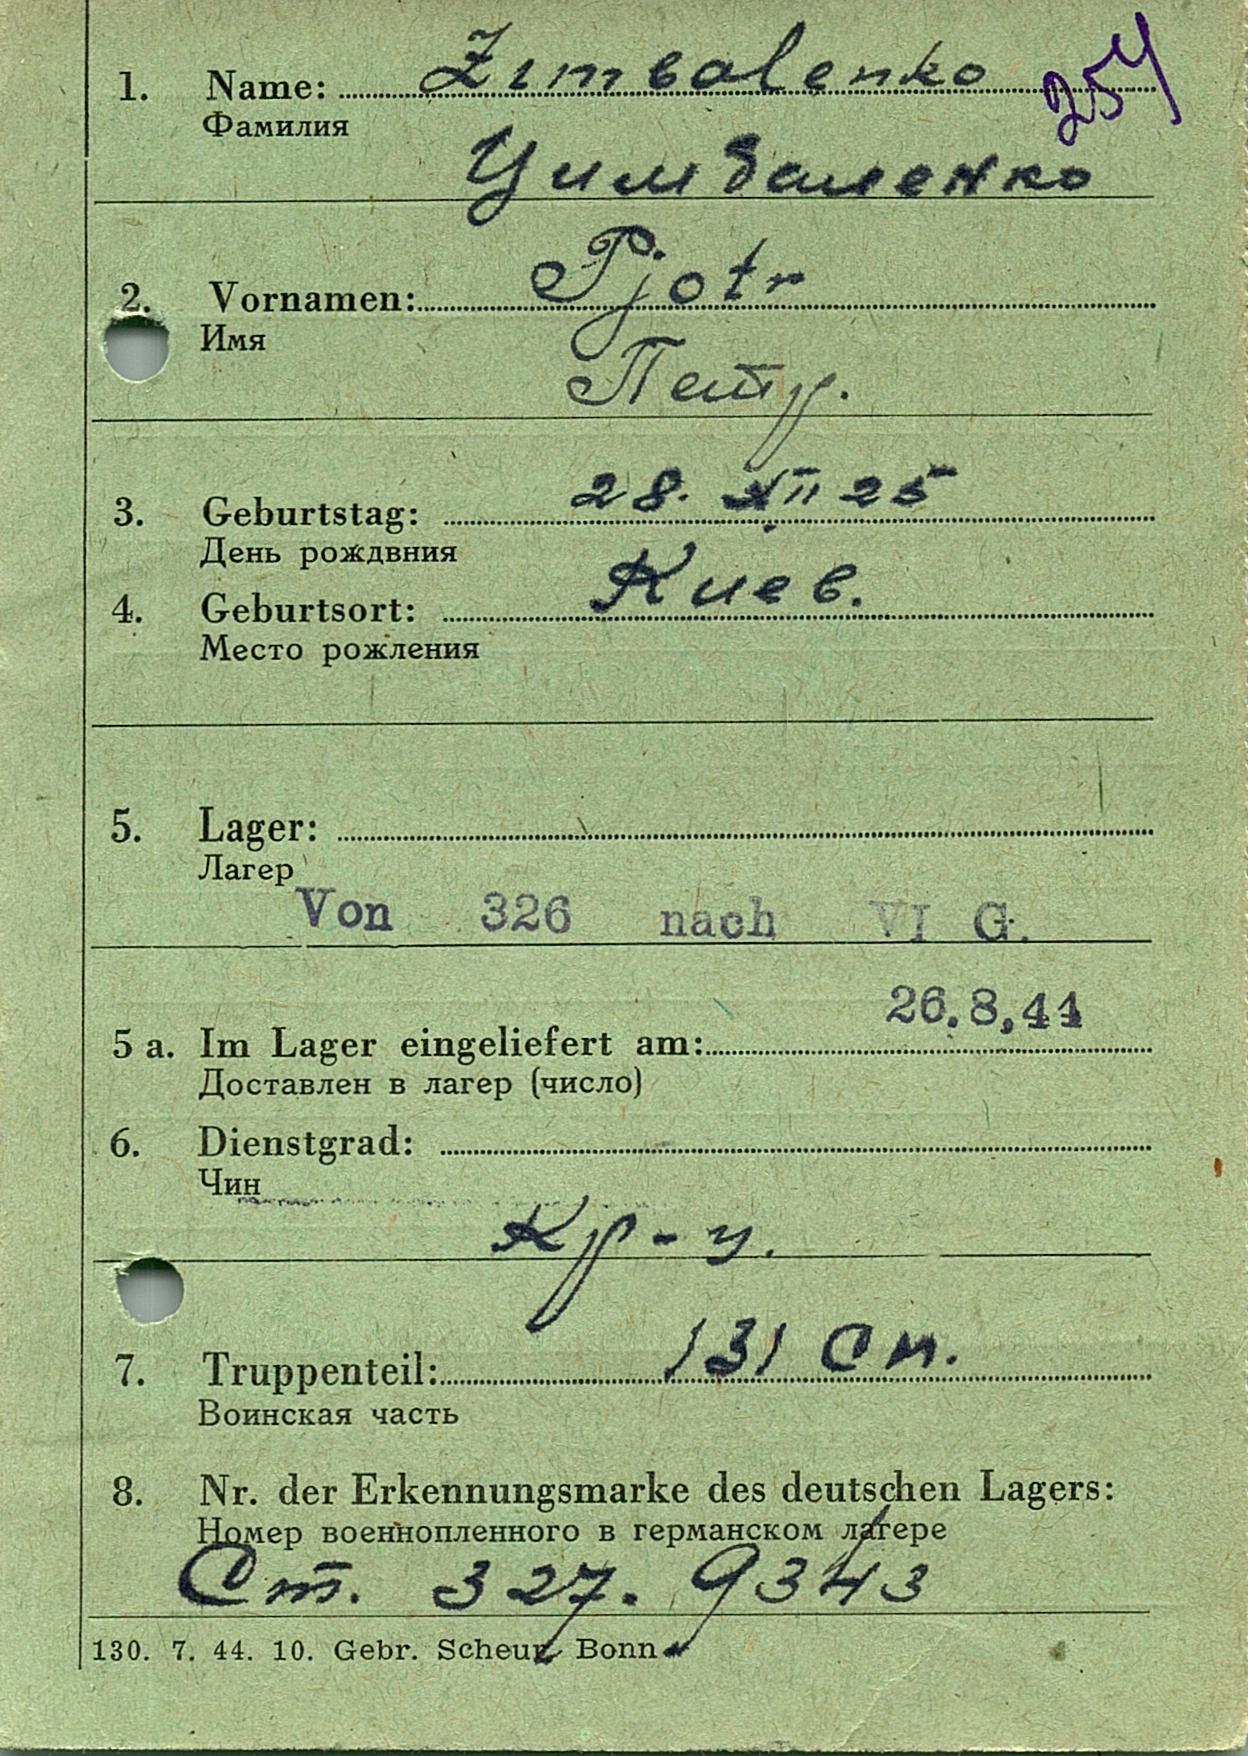 1. Name: Zimbalenko 254
Фамилия
Цимбаленко
2. Vornamen: Pjotr
Имя
Петр.
3. Geburtstag: 28. XII 25
День рождвния
4. Geburtsort: Киев.
Место рожления
5. Lager:
Лагер
Von 326 nach VI G.
26.8,44
5 a. Im Lager eingeliefert am:
Доставлен в лагер (число)
6. Dienstgrad:
Чин
Кр-ц.
7. Truppenteil: 131 Сп.
Воинская часть
8. Nr. der Erkennungsmarke des deutschen Lagers:
Номер военнопленного в германском лагере
Ст. 327. 9343
130. 7. 44. 10. Gebr. Scheur, Bonn